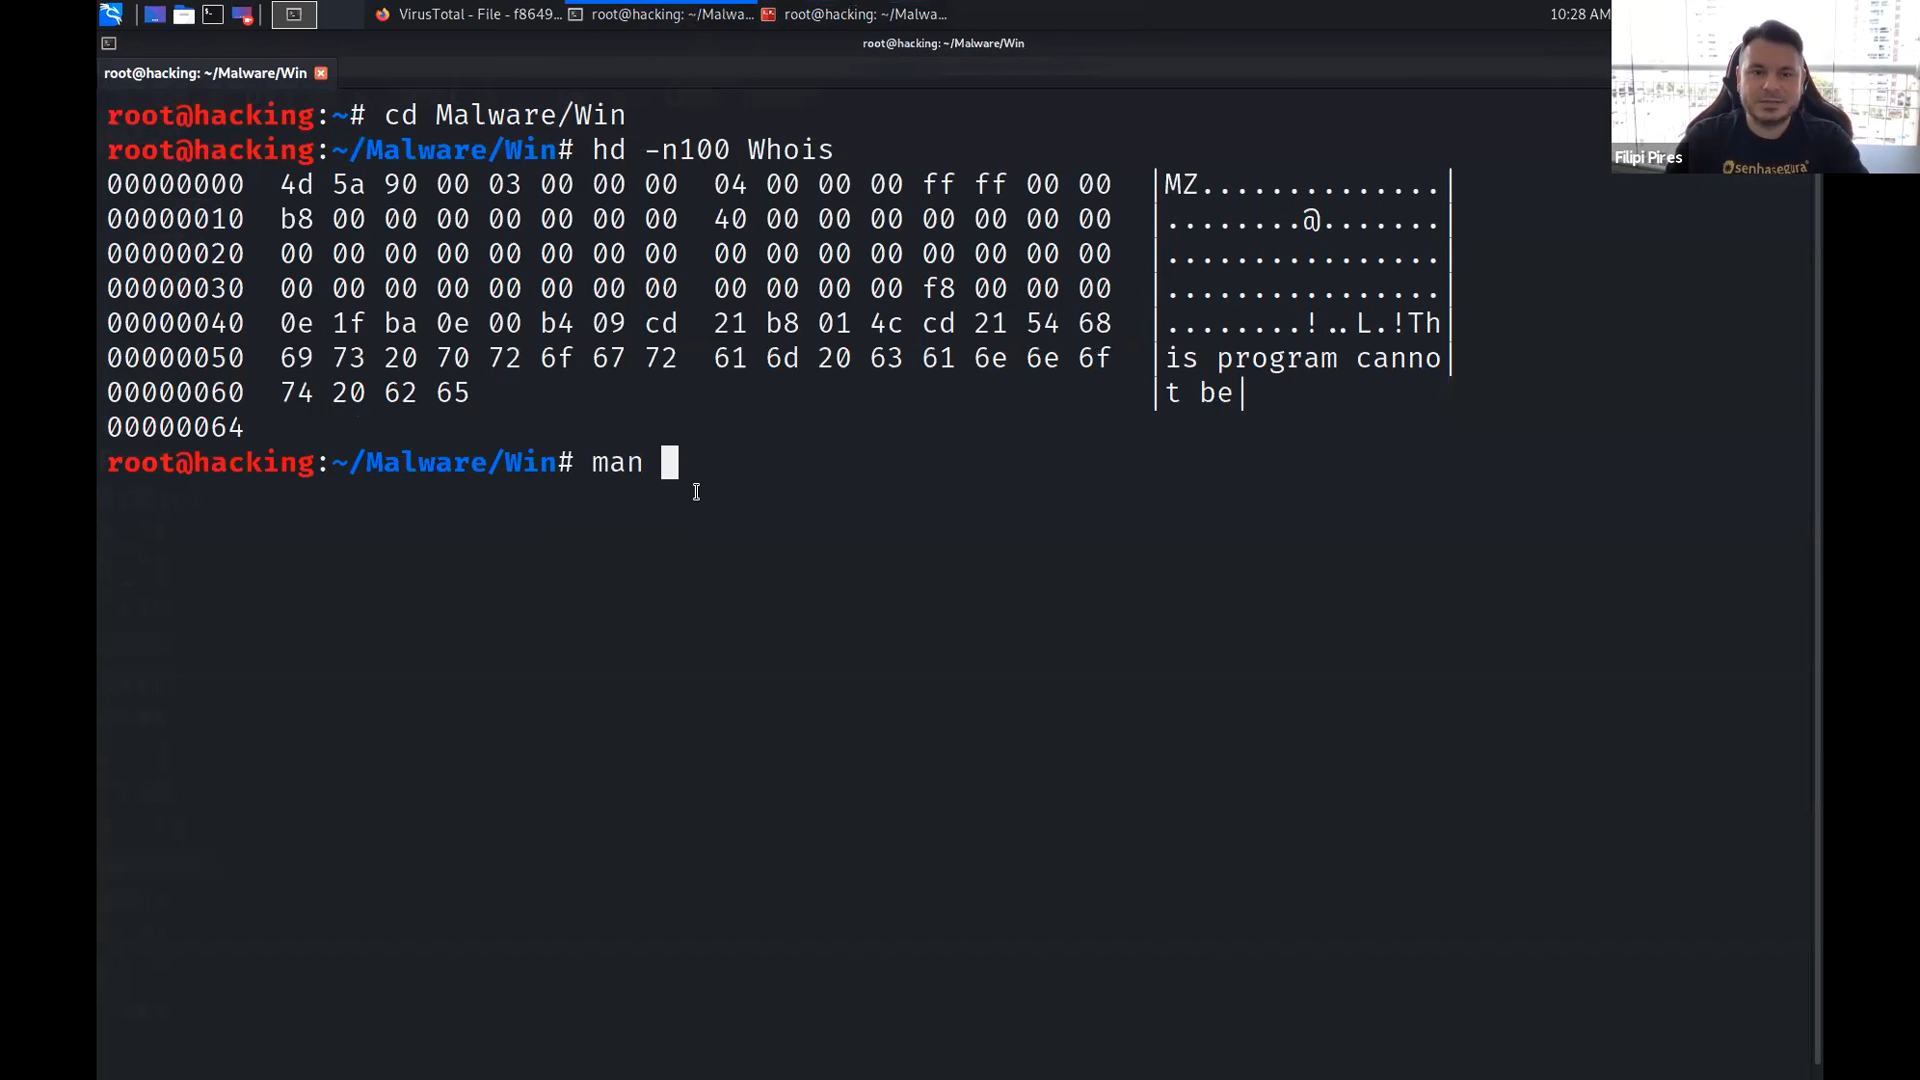 VirusTotal - File - f8649...
root@hacking: ~/Malwa...
root@hacking: ~/Malwa...
10:28 AM
root@hacking: ~/Malware/Win
root@hacking: ~/Malware/Win
root@hacking:~# cd Malware/Win
root@hacking:~/Malware/Win# hd -n100 Whois
00000000 4d 5a 90 00 03 00 00 00 04 00 00 00 ff ff 00 00 |MZ..............|
00000010 b8 00 00 00 00 00 00 00 40 00 00 00 00 00 00 00 |........@.......|
00000020 00 00 00 00 00 00 00 00 00 00 00 00 00 00 00 00 |................|
00000030 00 00 00 00 00 00 00 00 00 00 00 00 f8 00 00 00 |................|
00000040 0e 1f ba 0e 00 b4 09 cd 21 b8 01 4c cd 21 54 68 |........!..L.!Th|
00000050 69 73 20 70 72 6f 67 72 61 6d 20 63 61 6e 6e 6f |is program canno|
00000060 74 20 62 65 |t be|
00000064
root@hacking:~/Malware/Win# man
Filipi Pires
senhasegura®